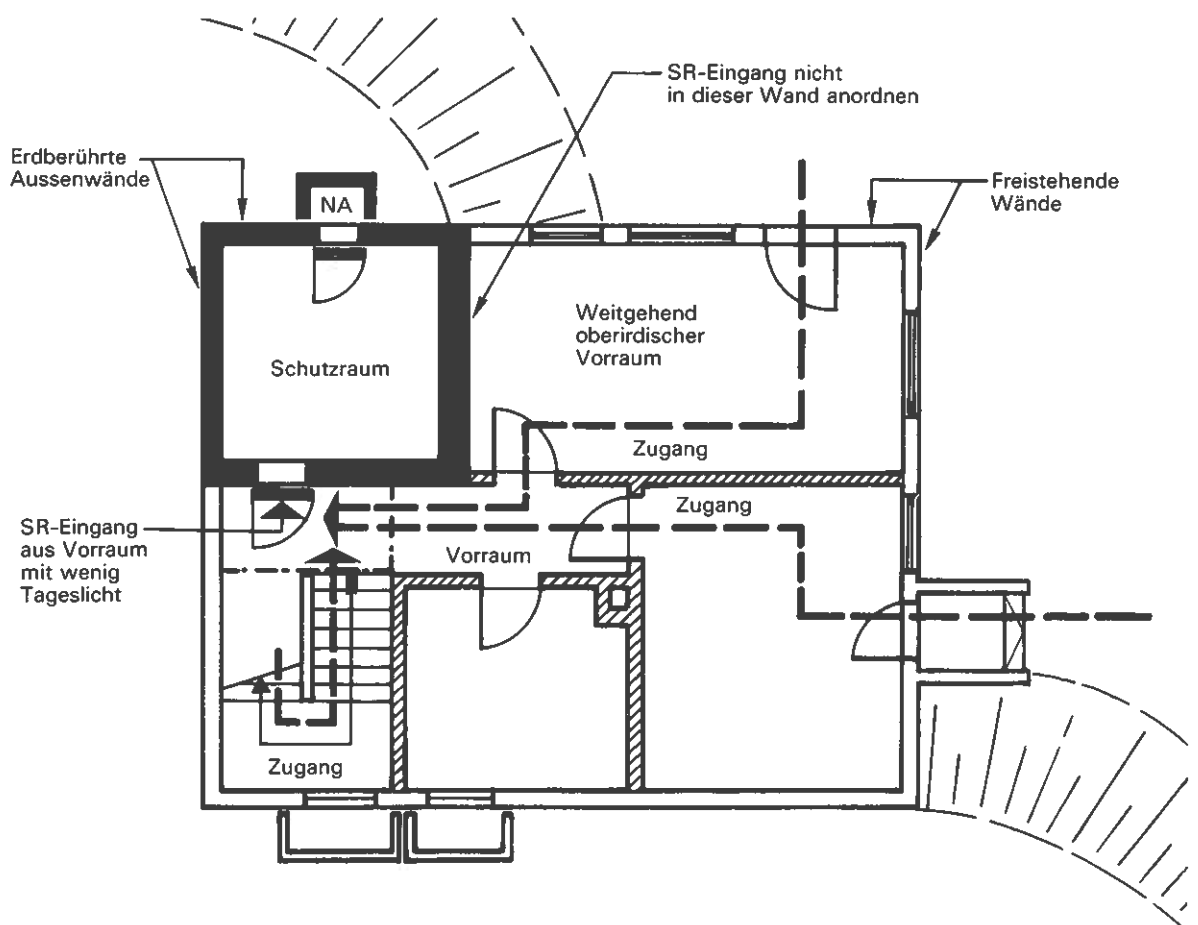 SR-Eingang nicht
in dieser Wand anordnen
Erdberührte
Aussenwände
NA
Freistehende
Wände
Weitgehend
oberirdischer
Vorraum
Schutzraum
Zugang
Zugang
SR-Eingang
aus Vorraum
mit wenig
Tageslicht
Vorraum
Zugang